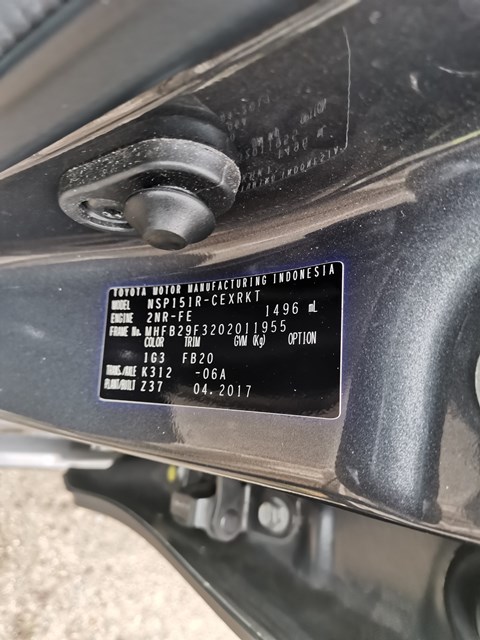 TOYOTA MOTOR MANUFACTURING INDONESIA
MODEL NSP151R-CEXRKT
ENGINE 2NR-FE 1496 mL
FRAME No. MHFB29F3202011955
COLOR TRIM GVM (Kg) OPTION
1G3 FB20
TRANS./AXLE K312 -06A
PLANT/BUILT Z37 04.2017